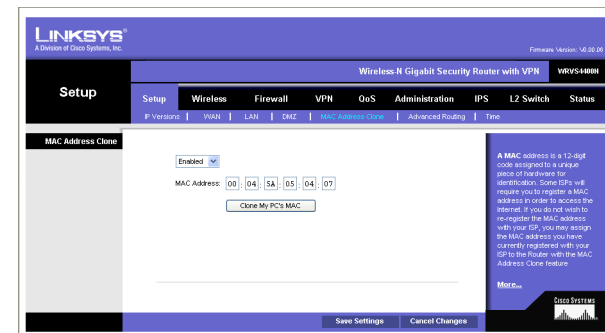 LINKSYS®
A Division of Cisco Systems, Inc.
Firmware Version: V0.00.06
Wireless-N Gigabit Security Router with VPN WRVS4400N
Setup
Setup Wireless Firewall VPN QoS Administration IPS L2 Switch Status
IP Versions | WAN | LAN | DMZ | MAC Address Clone | Advanced Routing | Time
MAC Address Clone
Enabled
MAC Address: 00 : 04 : 5A : 05 : 04 : 07
Clone My PC's MAC
A MAC address is a 12-digit
code assigned to a unique
piece of hardware for
identification. Some ISPs will
require you to register a MAC
address in order to access the
Internet. If you do not wish to
re-register the MAC address
with your ISP, you may assign
the MAC address you have
currently registered with your
ISP to the Router with the MAC
Address Clone feature
More...
Save Settings Cancel Changes
CISCO SYSTEMS